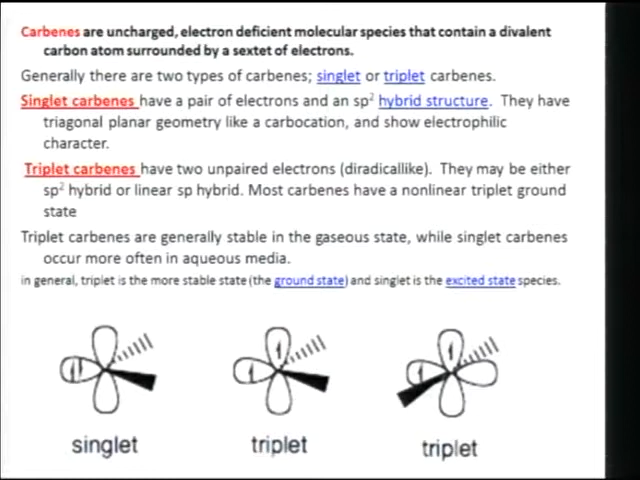 Carbenes are uncharged, electron deficient molecular species that contain a divalent
carbon atom surrounded by a sextet of electrons.
Generally there are two types of carbenes; singlet or triplet carbenes.
Singlet carbenes have a pair of electrons and an sp² hybrid structure. They have
triagonal planar geometry like a carbocation, and show electrophilic
character.
Triplet carbenes have two unpaired electrons (diradicallike). They may be either
sp² hybrid or linear sp hybrid. Most carbenes have a nonlinear triplet ground
state
Triplet carbenes are generally stable in the gaseous state, while singlet carbenes
occur more often in aqueous media.
in general, triplet is the more stable state (the ground state) and singlet is the excited state species.
singlet triplet triplet